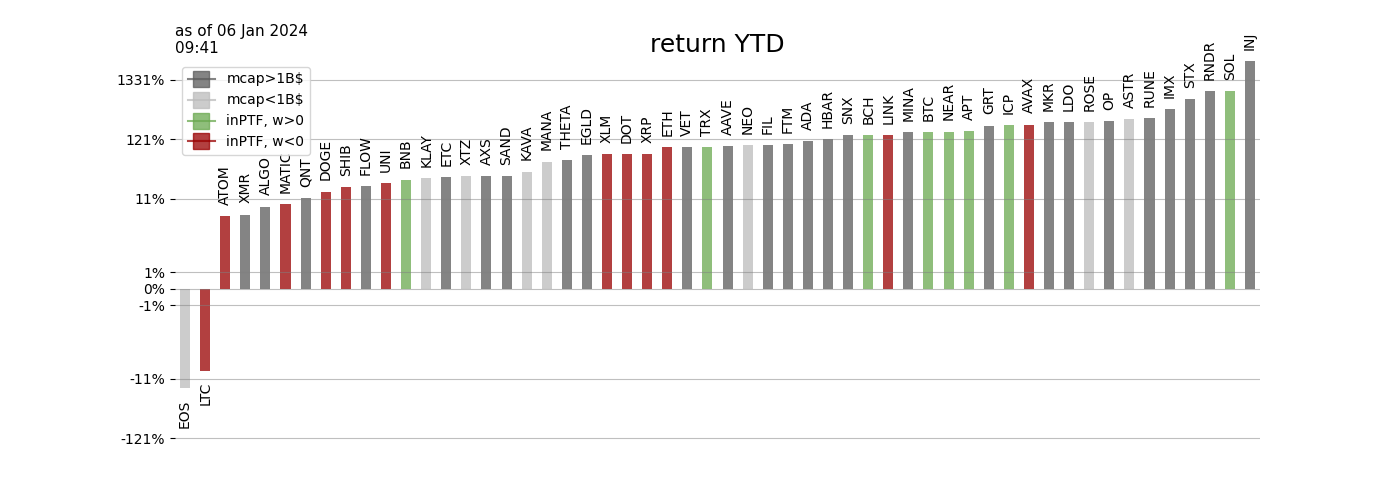 as of 06 Jan 2024
09:41
return YTD
mcap>1B$
mcap<1B$
inPTF, w>0
inPTF, w<0
1331%
121%
11%
1%
0%
-1%
-11%
-121%
EOS
LTC
ATOM
XMR
ALGO
MATIC
QNT
DOGE
SHIB
FLOW
UNI
BNB
KLAY
ETC
XTZ
AXS
SAND
KAVA
MANA
THETA
EGLD
XLM
DOT
XRP
ETH
VET
TRX
AAVE
NEO
FIL
FTM
ADA
HBAR
SNX
BCH
LINK
MINA
BTC
NEAR
APT
GRT
ICP
AVAX
MKR
LDO
ROSE
OP
ASTR
RUNE
IMX
STX
RNDR
SOL
INJ